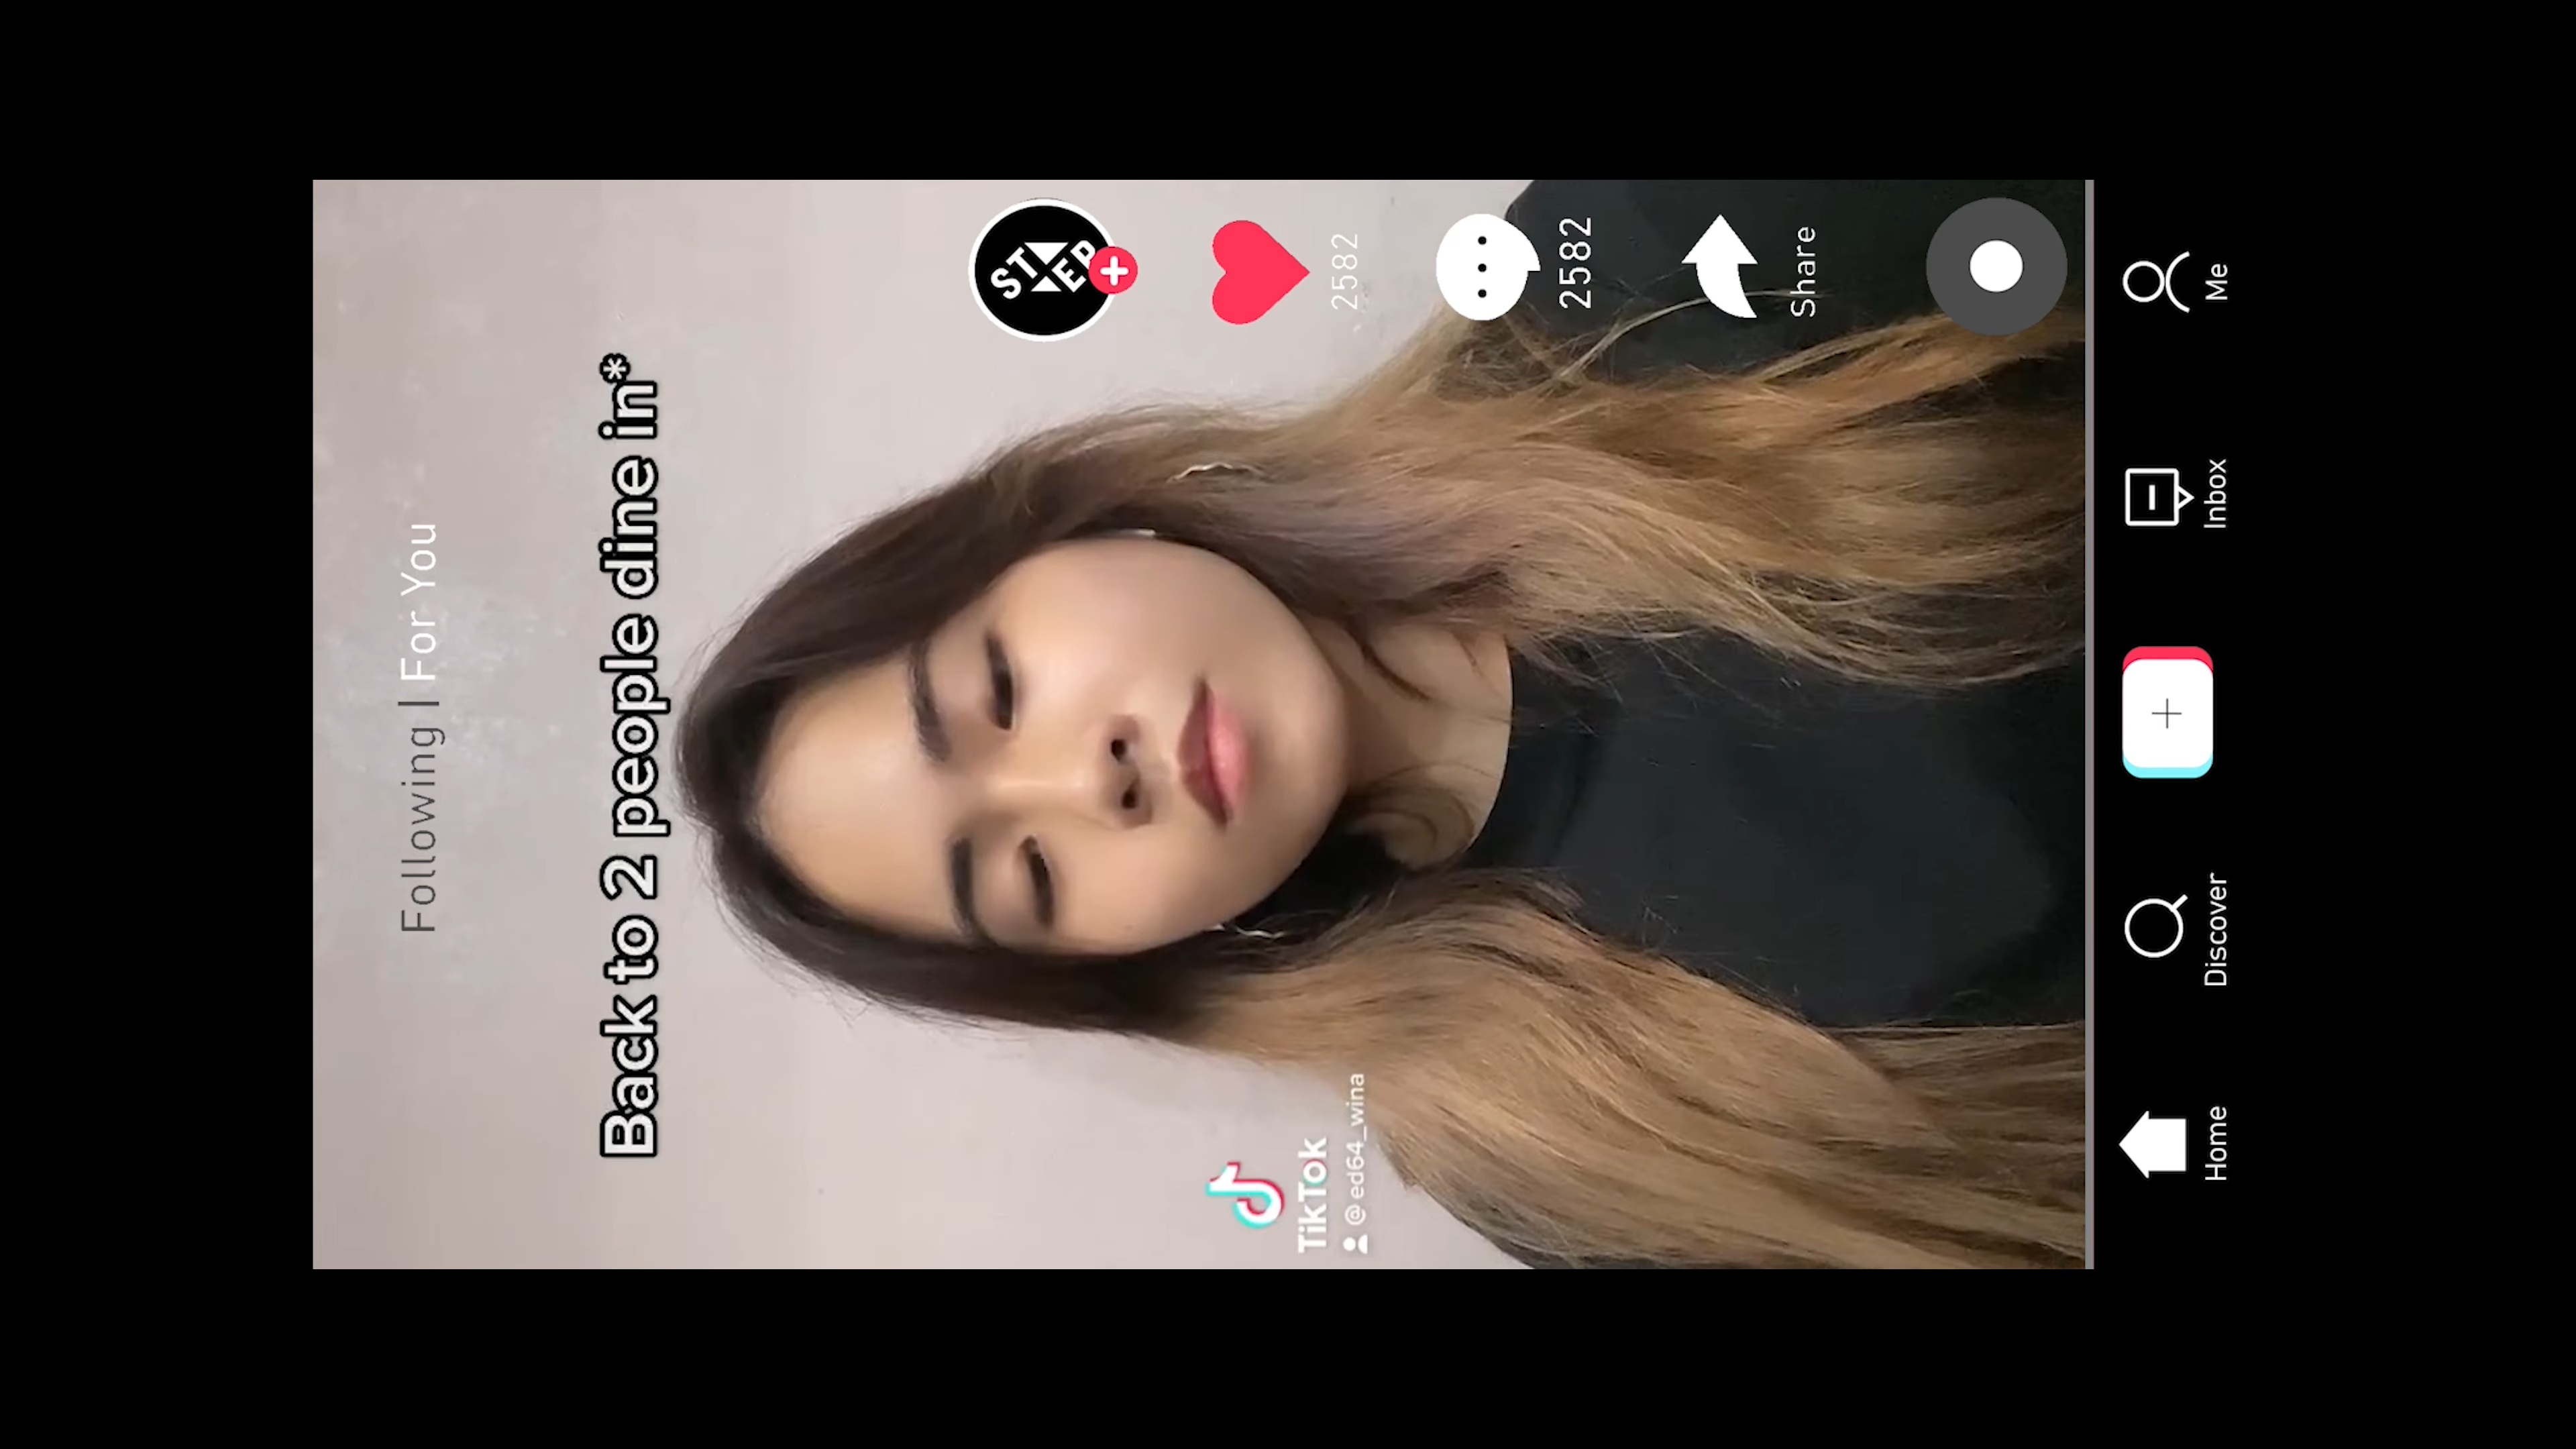 Following | For You
Back to 2 people dine in*
STEP
2582
2582
Share
TikTok
@ed64_wina
Home
Discover
Inbox
Me